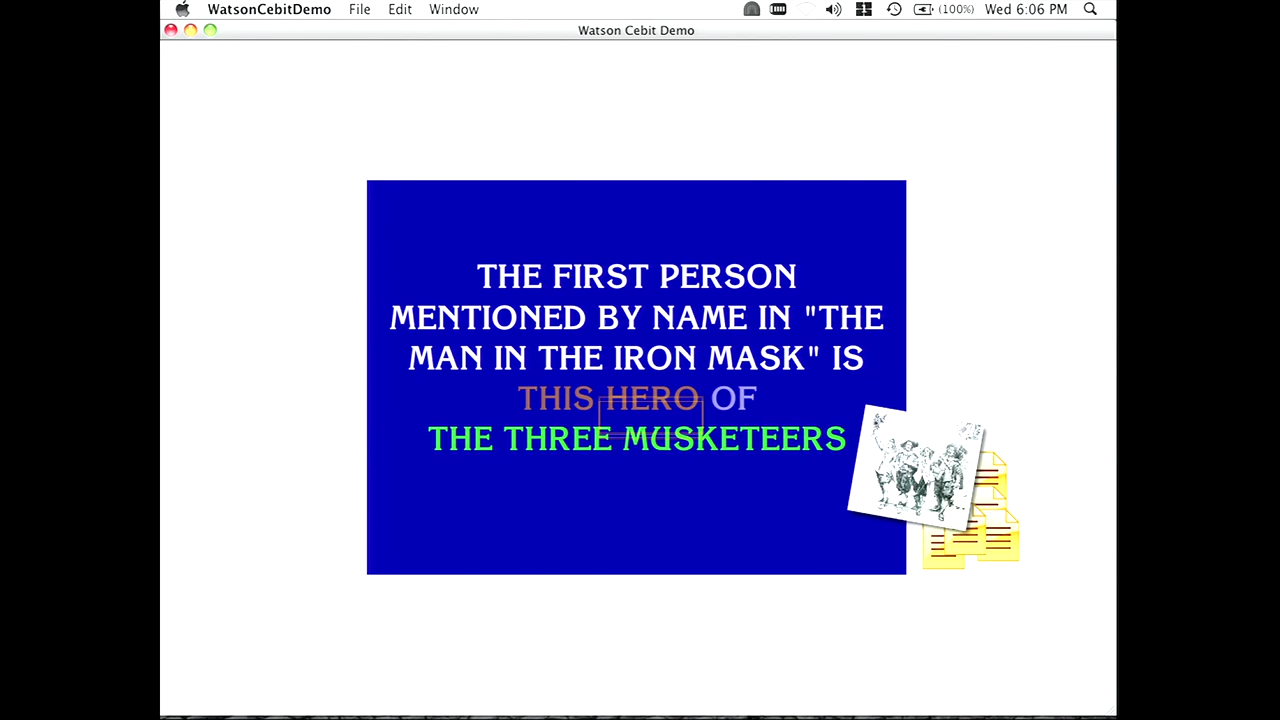 WatsonCebitDemo File Edit Window (100%) Wed 6:06 PM
Watson Cebit Demo
THE FIRST PERSON
MENTIONED BY NAME IN "THE
MAN IN THE IRON MASK" IS
THIS HERO OF
THE THREE MUSKETEERS